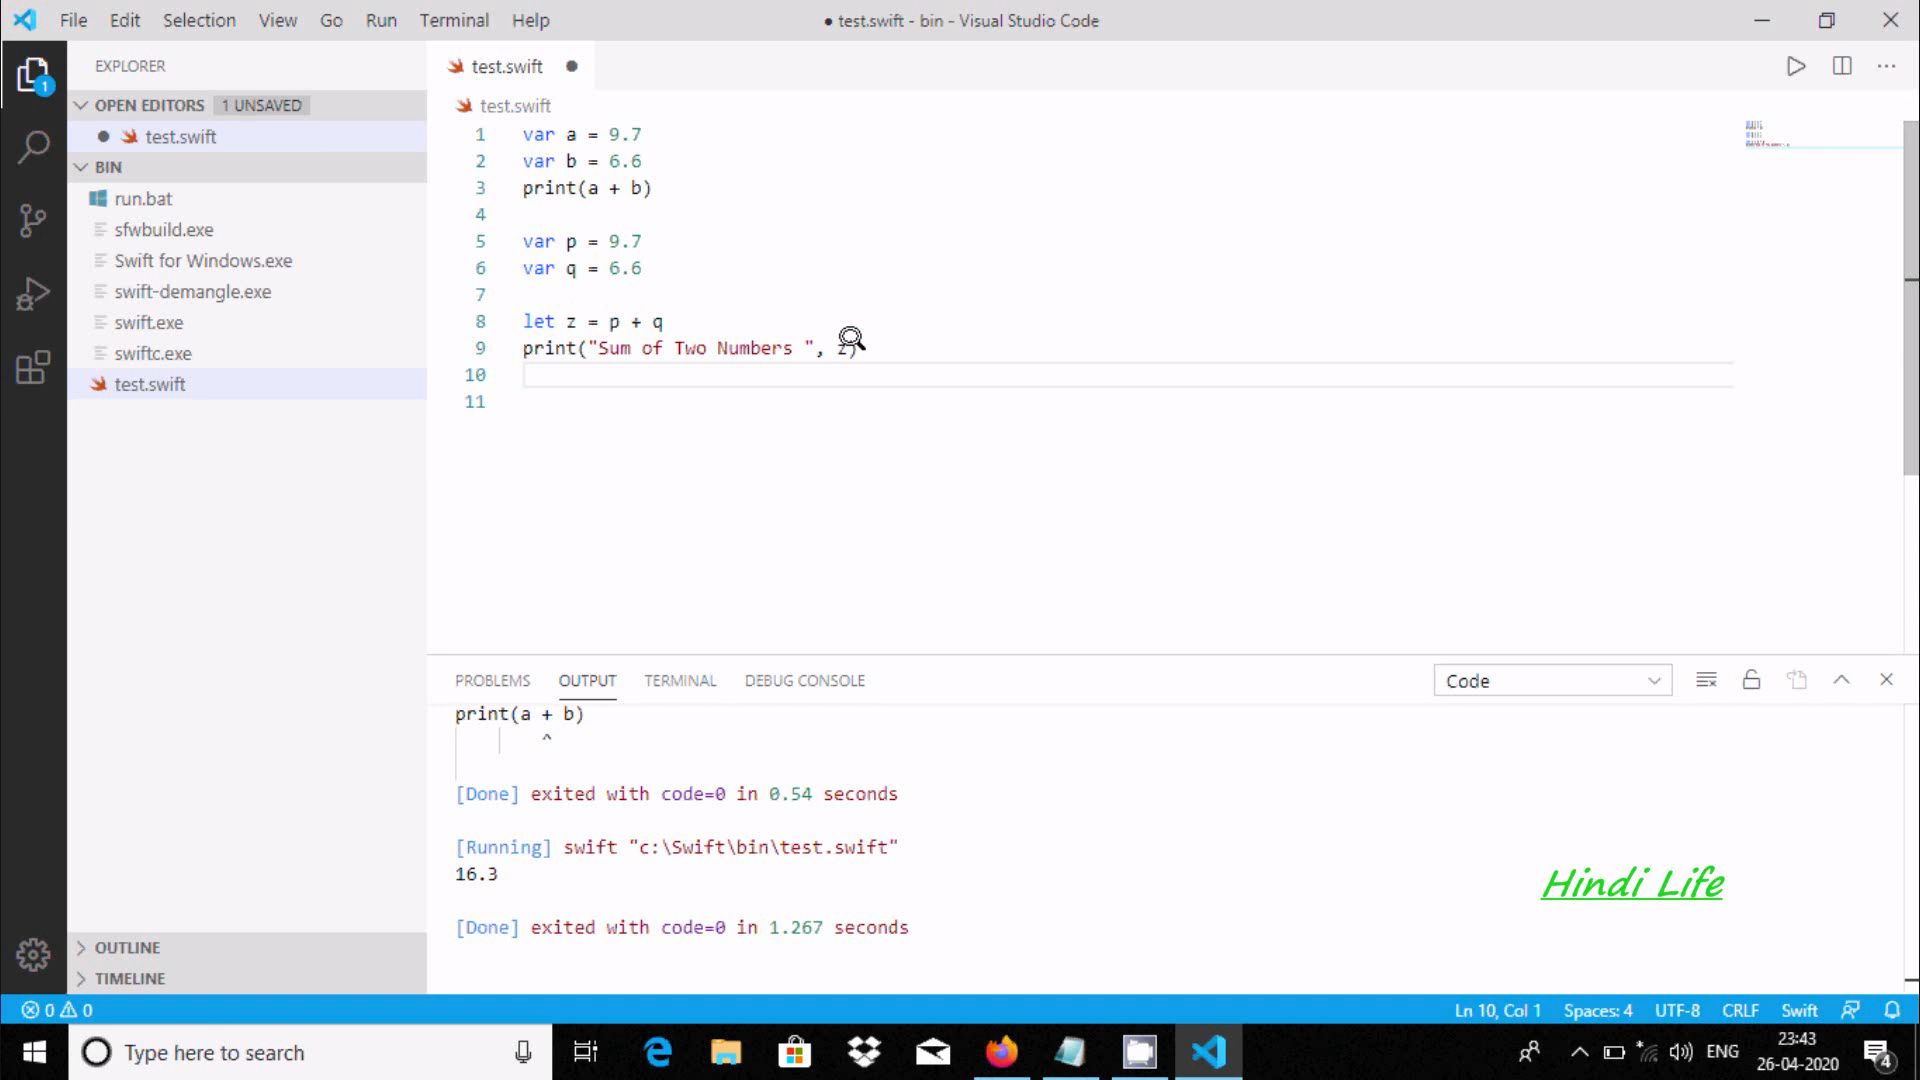 File Edit Selection View Go Run Terminal Help
● test.swift - bin - Visual Studio Code
EXPLORER
OPEN EDITORS 1 UNSAVED
test.swift
BIN
run.bat
sfwbuild.exe
Swift for Windows.exe
swift-demangle.exe
swift.exe
swiftc.exe
test.swift
OUTLINE
TIMELINE
1
test.swift
test.swift
1 var a = 9.7
2 var b = 6.6
3 print(a + b)
4
5 var p = 9.7
6 var q = 6.6
7
8 let z = p + q
9 print("Sum of Two Numbers ", z)
10
11
PROBLEMS OUTPUT TERMINAL DEBUG CONSOLE
Code
print(a + b)
^
[Done] exited with code=0 in 0.54 seconds
[Running] swift "c:\Swift\bin\test.swift"
16.3
[Done] exited with code=0 in 1.267 seconds
Hindi Life
0 0
Ln 10, Col 1 Spaces: 4 UTF-8 CRLF Swift
Type here to search
ENG
23:43
26-04-2020
4